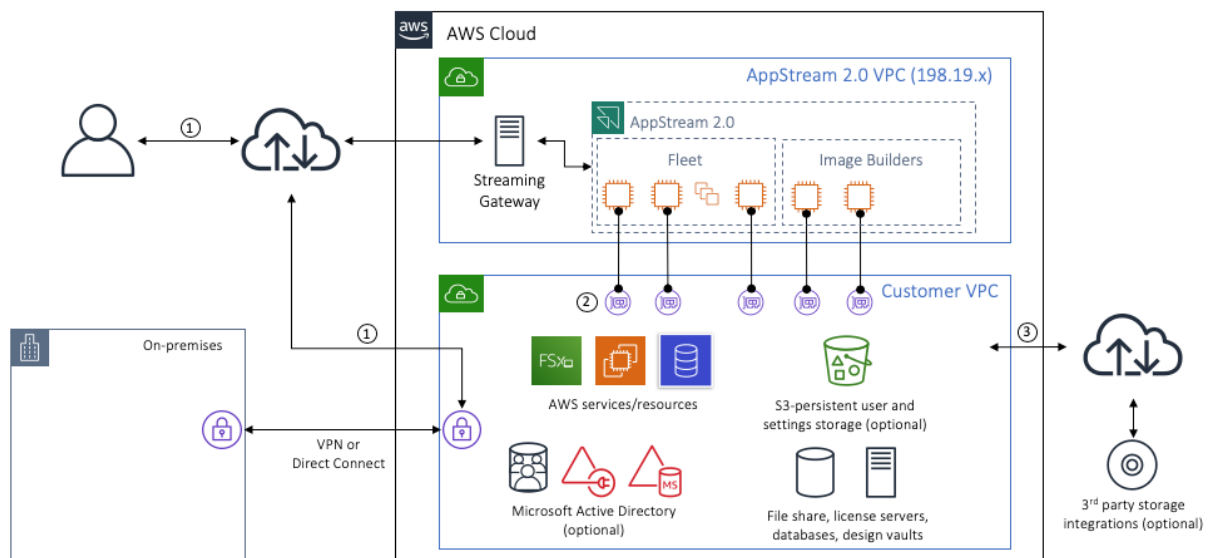 aws
AWS Cloud
AppStream 2.0 VPC (198.19.x)
AppStream 2.0
1
Fleet
Image Builders
Streaming
Gateway
2
Customer VPC
1
3
On-premises
FSx
AWS services/resources
S3-persistent user and
settings storage (optional)
VPN or
Direct Connect
MS
Microsoft Active Directory
(optional)
File share, license servers,
databases, design vaults
3rd party storage
integrations (optional)